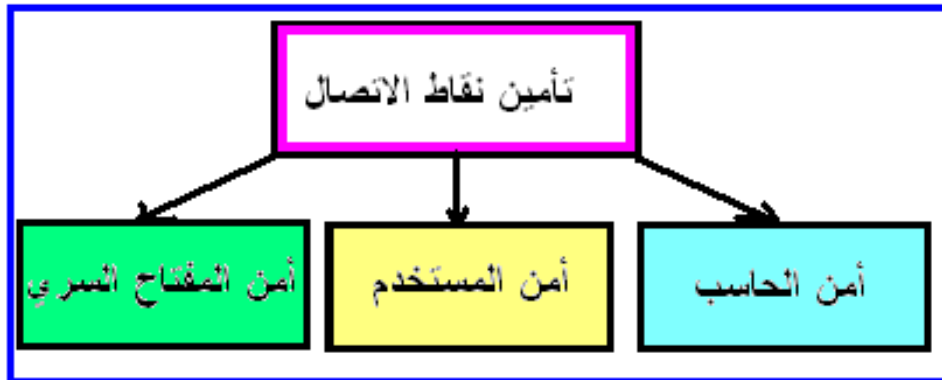 تأمين نقاط الاتصال
أمن الحاسب
أمن المستخدم
أمن المفتاح السري